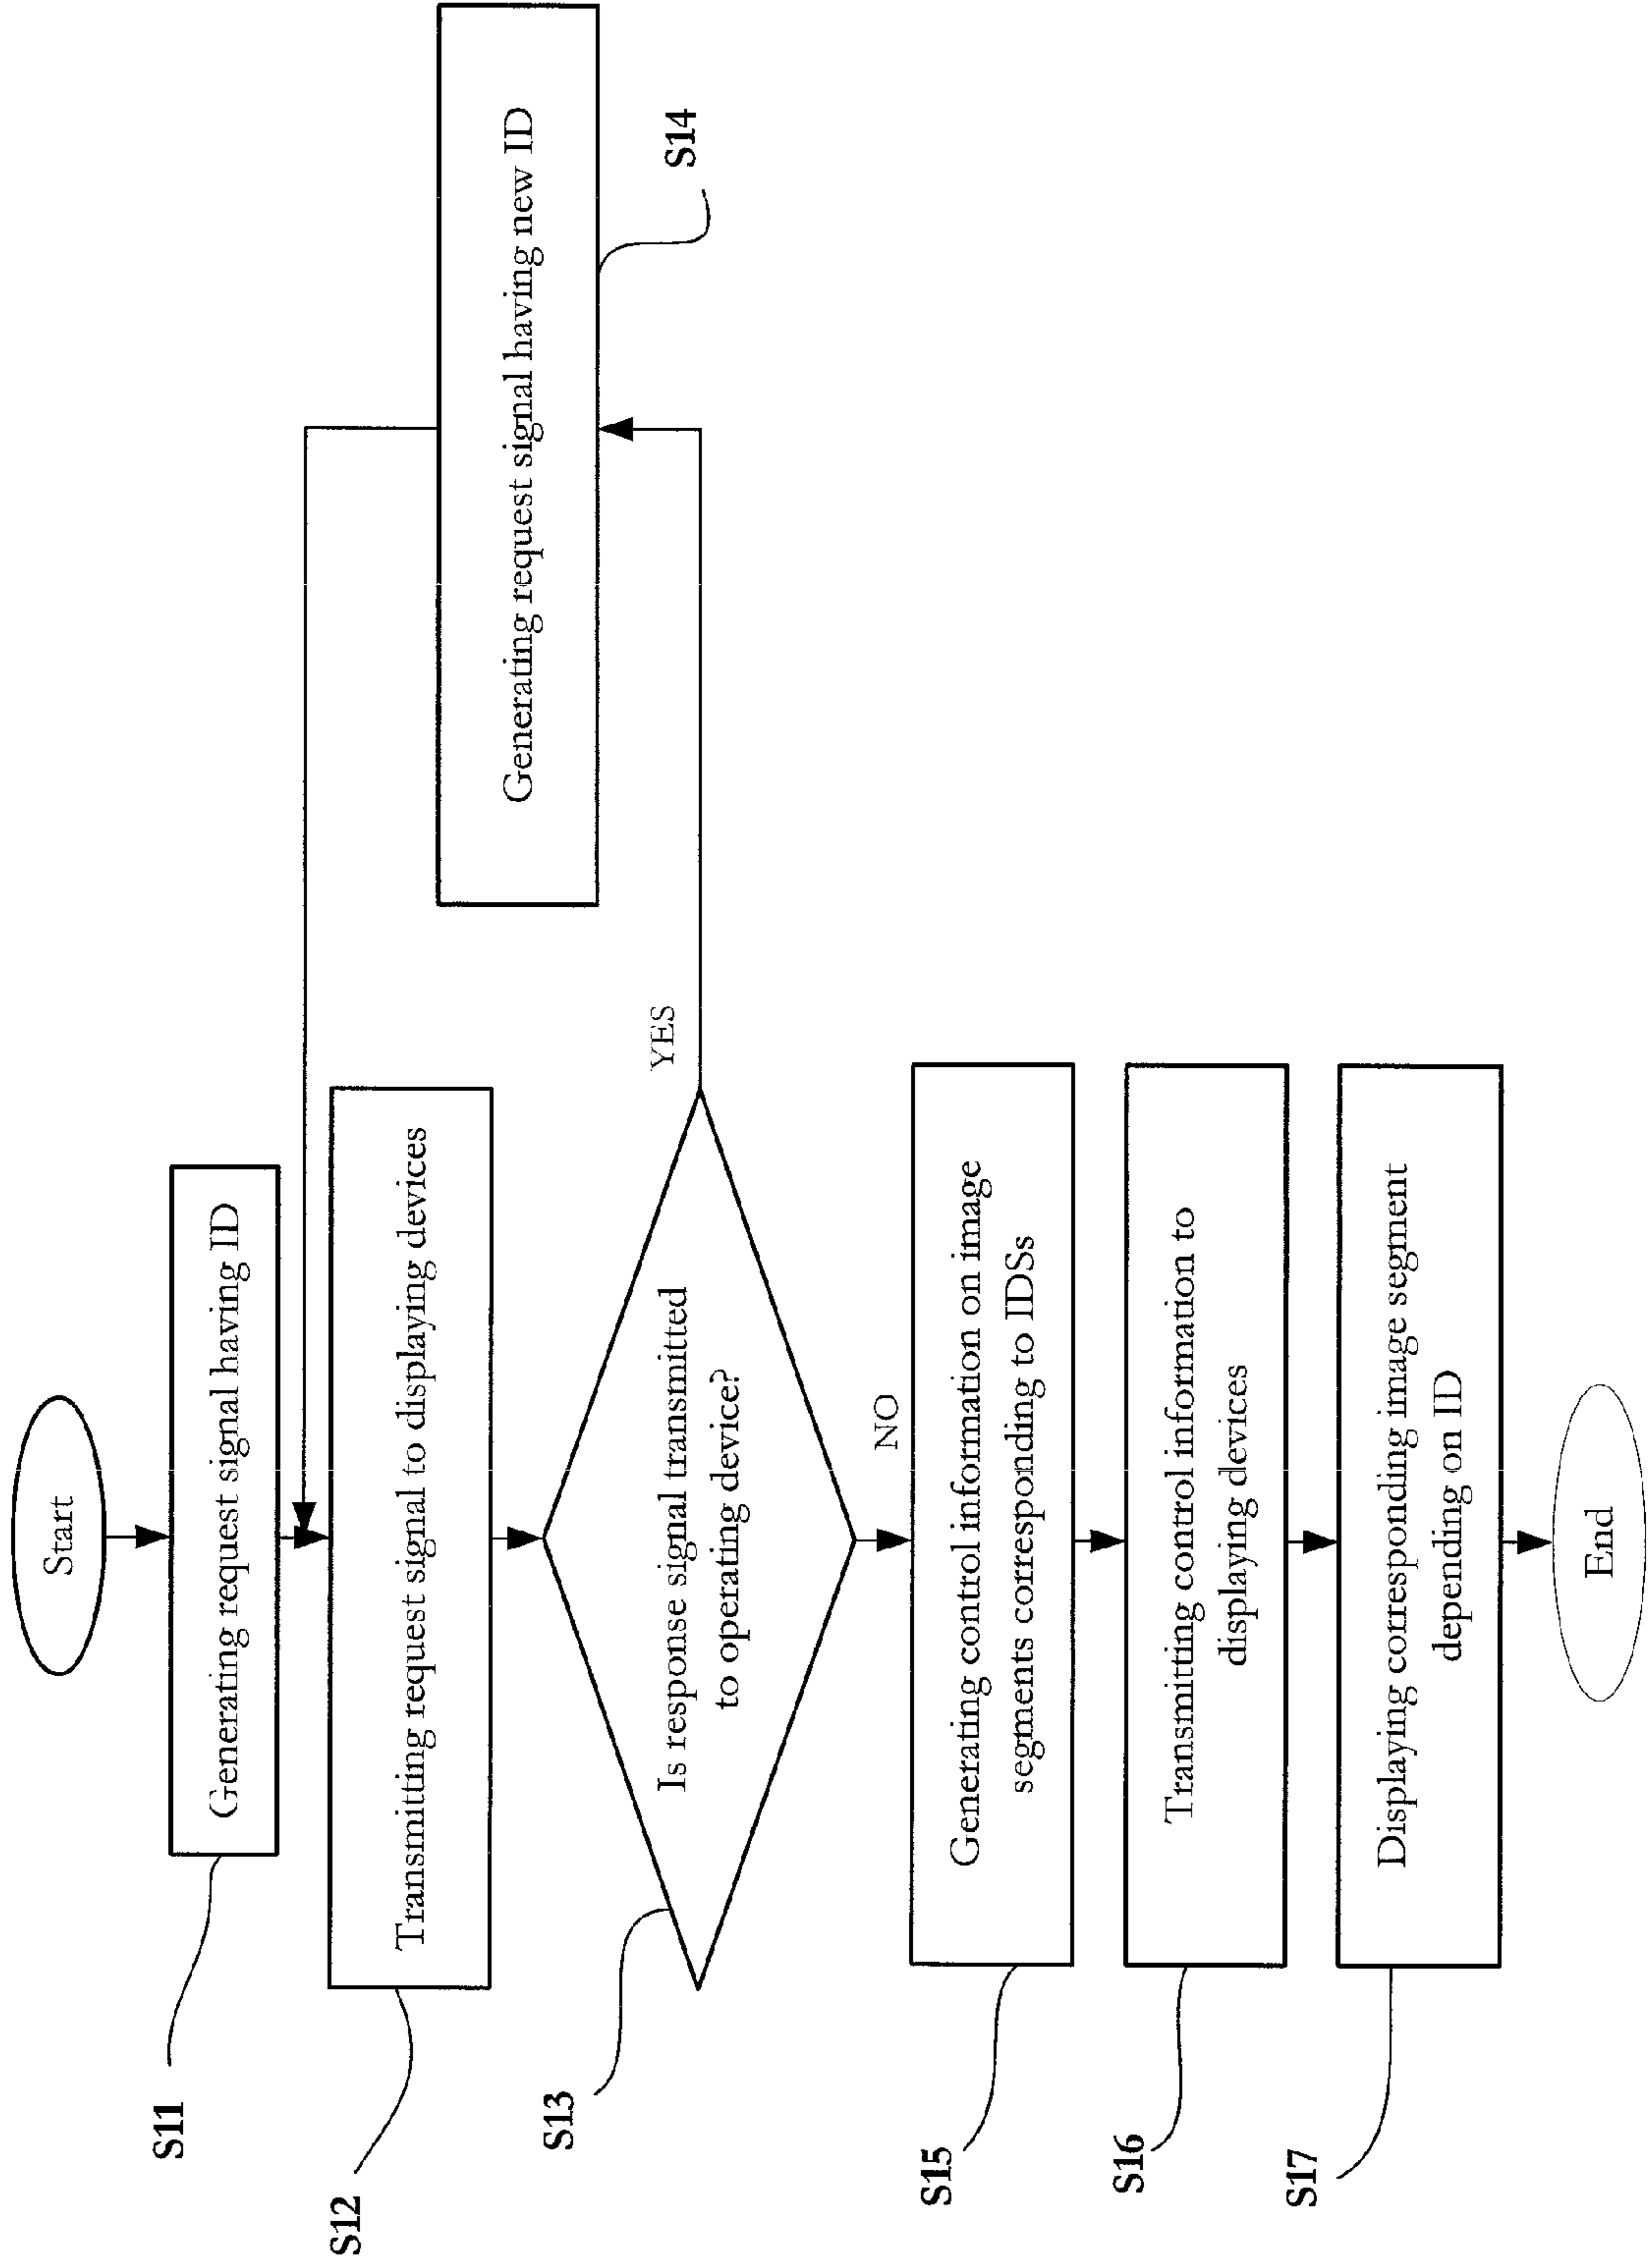 Start
S11
Generating request signal having ID
S12
Transmitting request signal to displaying devices
S13
Is response signal transmitted
to operating device?
YES
S14
Generating request signal having new ID
NO
S15
Generating control information on image
segments corresponding to IDSs
S16
Transmitting control information to
displaying devices
S17
Displaying corresponding image segment
depending on ID
End